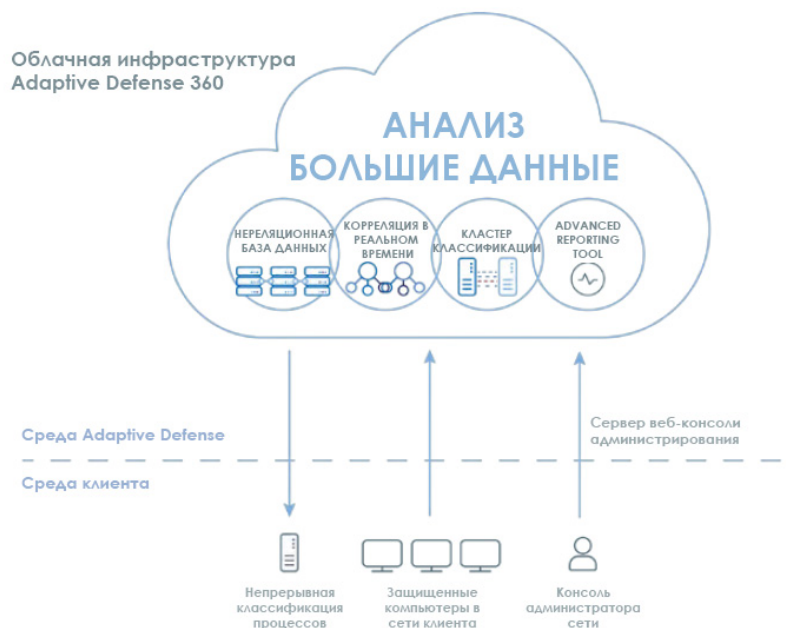 Облачная инфраструктура
Adaptive Defense 360
АНАЛИЗ
БОЛЬШИЕ ДАННЫЕ
НЕРЕЛЯЦИОННАЯ
БАЗА ДАННЫХ
КОРРЕЛЯЦИЯ В
РЕАЛЬНОМ
ВРЕМЕНИ
КЛАСТЕР
КЛАССИФИКАЦИИ
ADVANCED
REPORTING
TOOL
Среда Adaptive Defense
Сервер веб-консоли
администрирования
Среда клиента
Непрерывная
классификация
процессов
Защищенные
компьютеры в
сети клиента
Консоль
администратора
сети